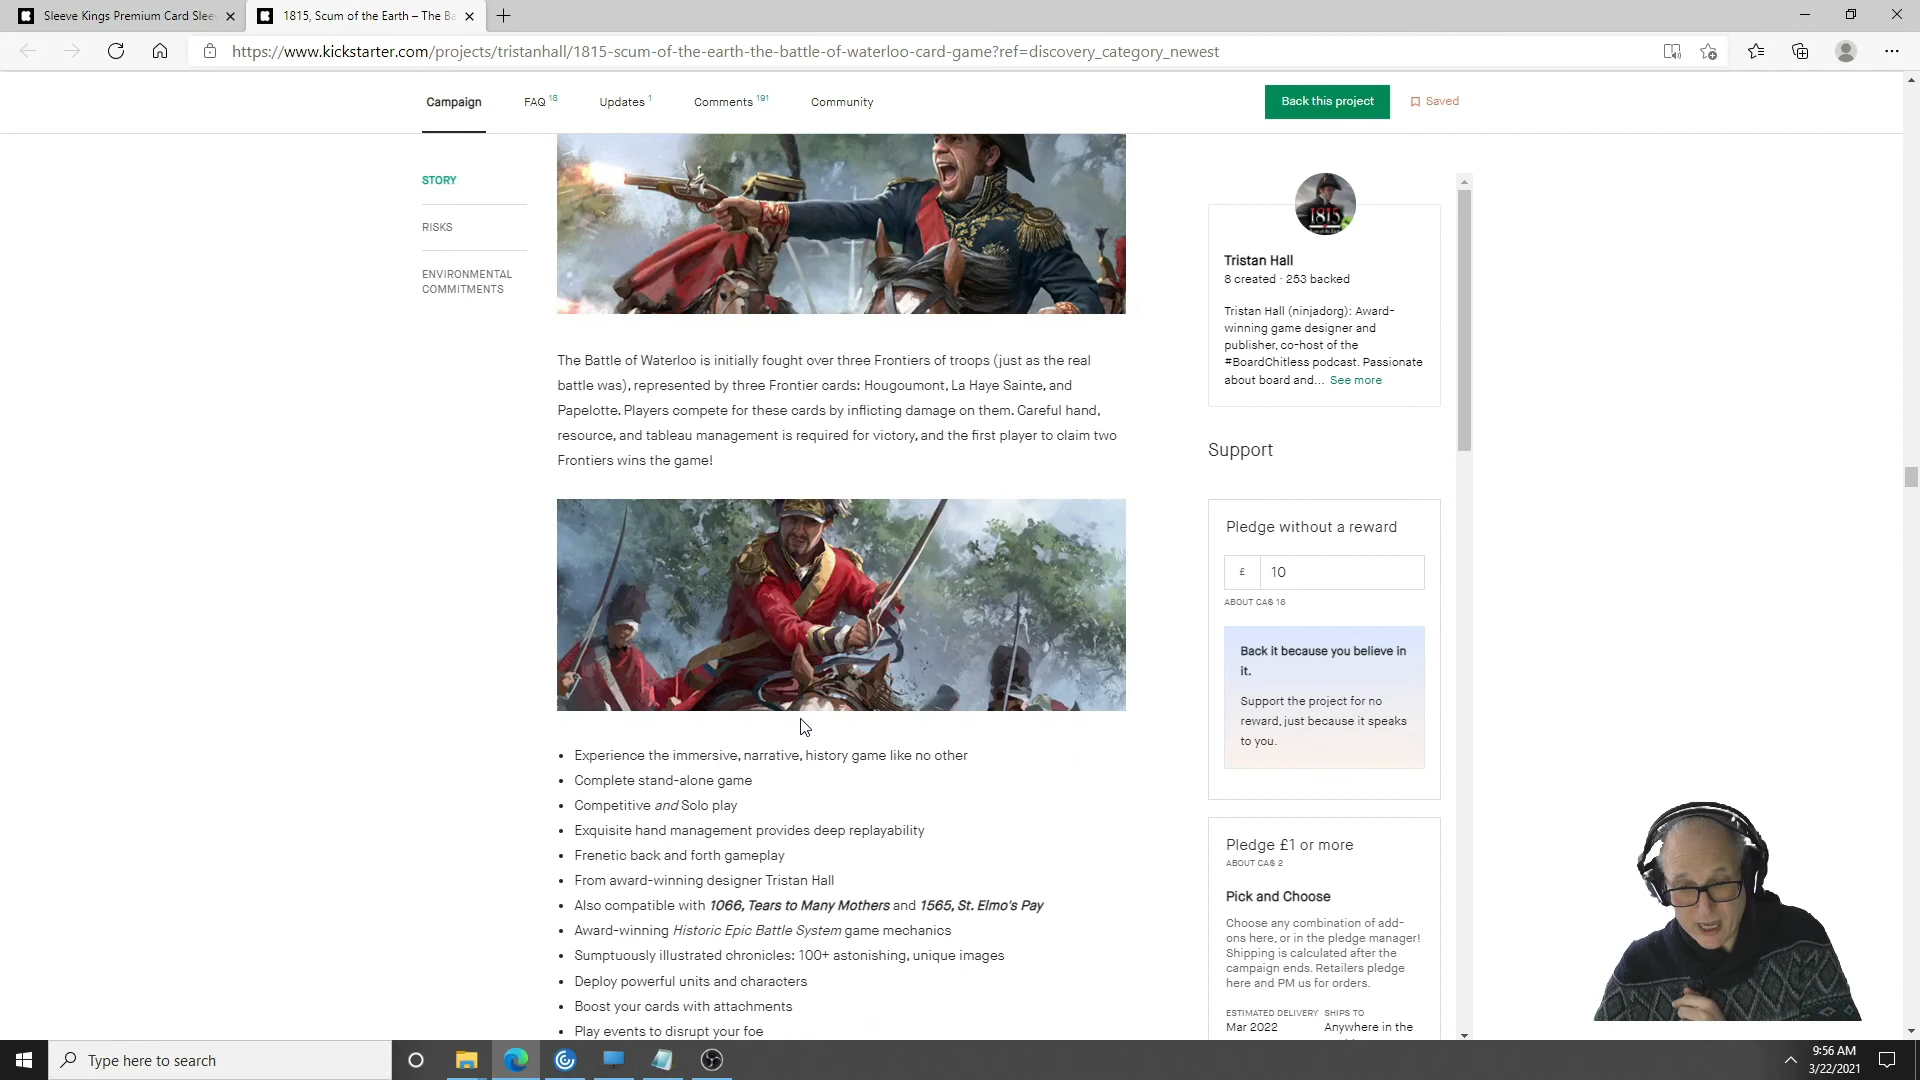 Sleeve Kings Premium Card Slee
1815, Scum of the Earth – The Ba
https://www.kickstarter.com/projects/tristanhall/1815-scum-of-the-earth-the-battle-of-waterloo-card-game?ref=discovery_category_newest
Campaign
FAQ 18
Updates 1
Comments 191
Community
Back this project
Saved
STORY
RISKS
ENVIRONMENTAL
COMMITMENTS
The Battle of Waterloo is initially fought over three Frontiers of troops (just as the real
battle was), represented by three Frontier cards: Hougoumont, La Haye Sainte, and
Papelotte. Players compete for these cards by inflicting damage on them. Careful hand,
resource, and tableau management is required for victory, and the first player to claim two
Frontiers wins the game!
• Experience the immersive, narrative, history game like no other
• Complete stand-alone game
• Competitive and Solo play
• Exquisite hand management provides deep replayability
• Frenetic back and forth gameplay
• From award-winning designer Tristan Hall
• Also compatible with 1066, Tears to Many Mothers and 1565, St. Elmo's Pay
• Award-winning Historic Epic Battle System game mechanics
• Sumptuously illustrated chronicles: 100+ astonishing, unique images
• Deploy powerful units and characters
• Boost your cards with attachments
• Play events to disrupt your foe
1815
Tristan Hall
8 created · 253 backed
Tristan Hall (ninjadorg): Award-
winning game designer and
publisher, co-host of the
#BoardChitless podcast. Passionate
about board and... See more
Support
Pledge without a reward
£ 10
ABOUT CA$ 18
Back it because you believe in
it.
Support the project for no
reward, just because it speaks
to you.
Pledge £1 or more
ABOUT CA$ 2
Pick and Choose
Choose any combination of add-
ons here, or in the pledge manager!
Shipping is calculated after the
campaign ends. Retailers pledge
here and PM us for orders.
ESTIMATED DELIVERY SHIPS TO
Mar 2022 Anywhere in the
Type here to search
9:56 AM
3/22/2021